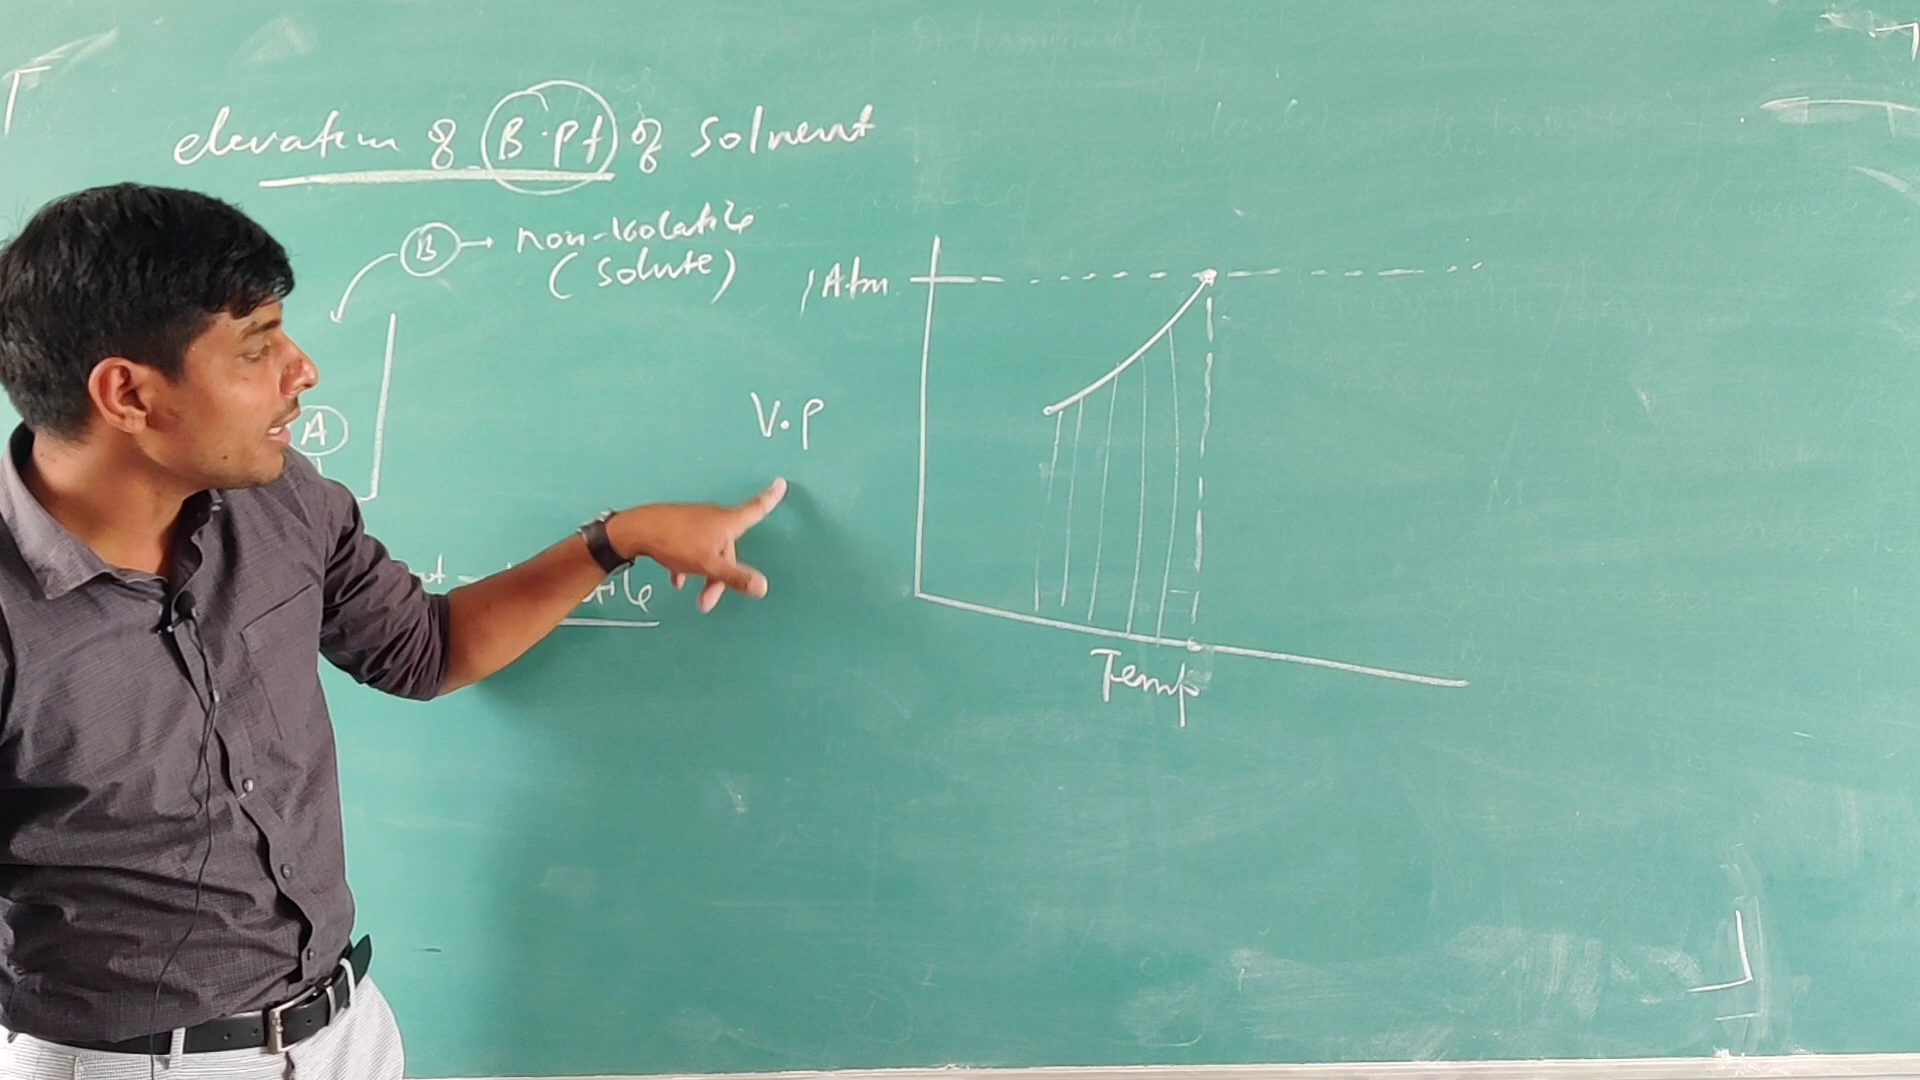 elevation of B.pt of Solvent
B → non-volatile
(Solute)
1 Atm
A
V.P
Temp